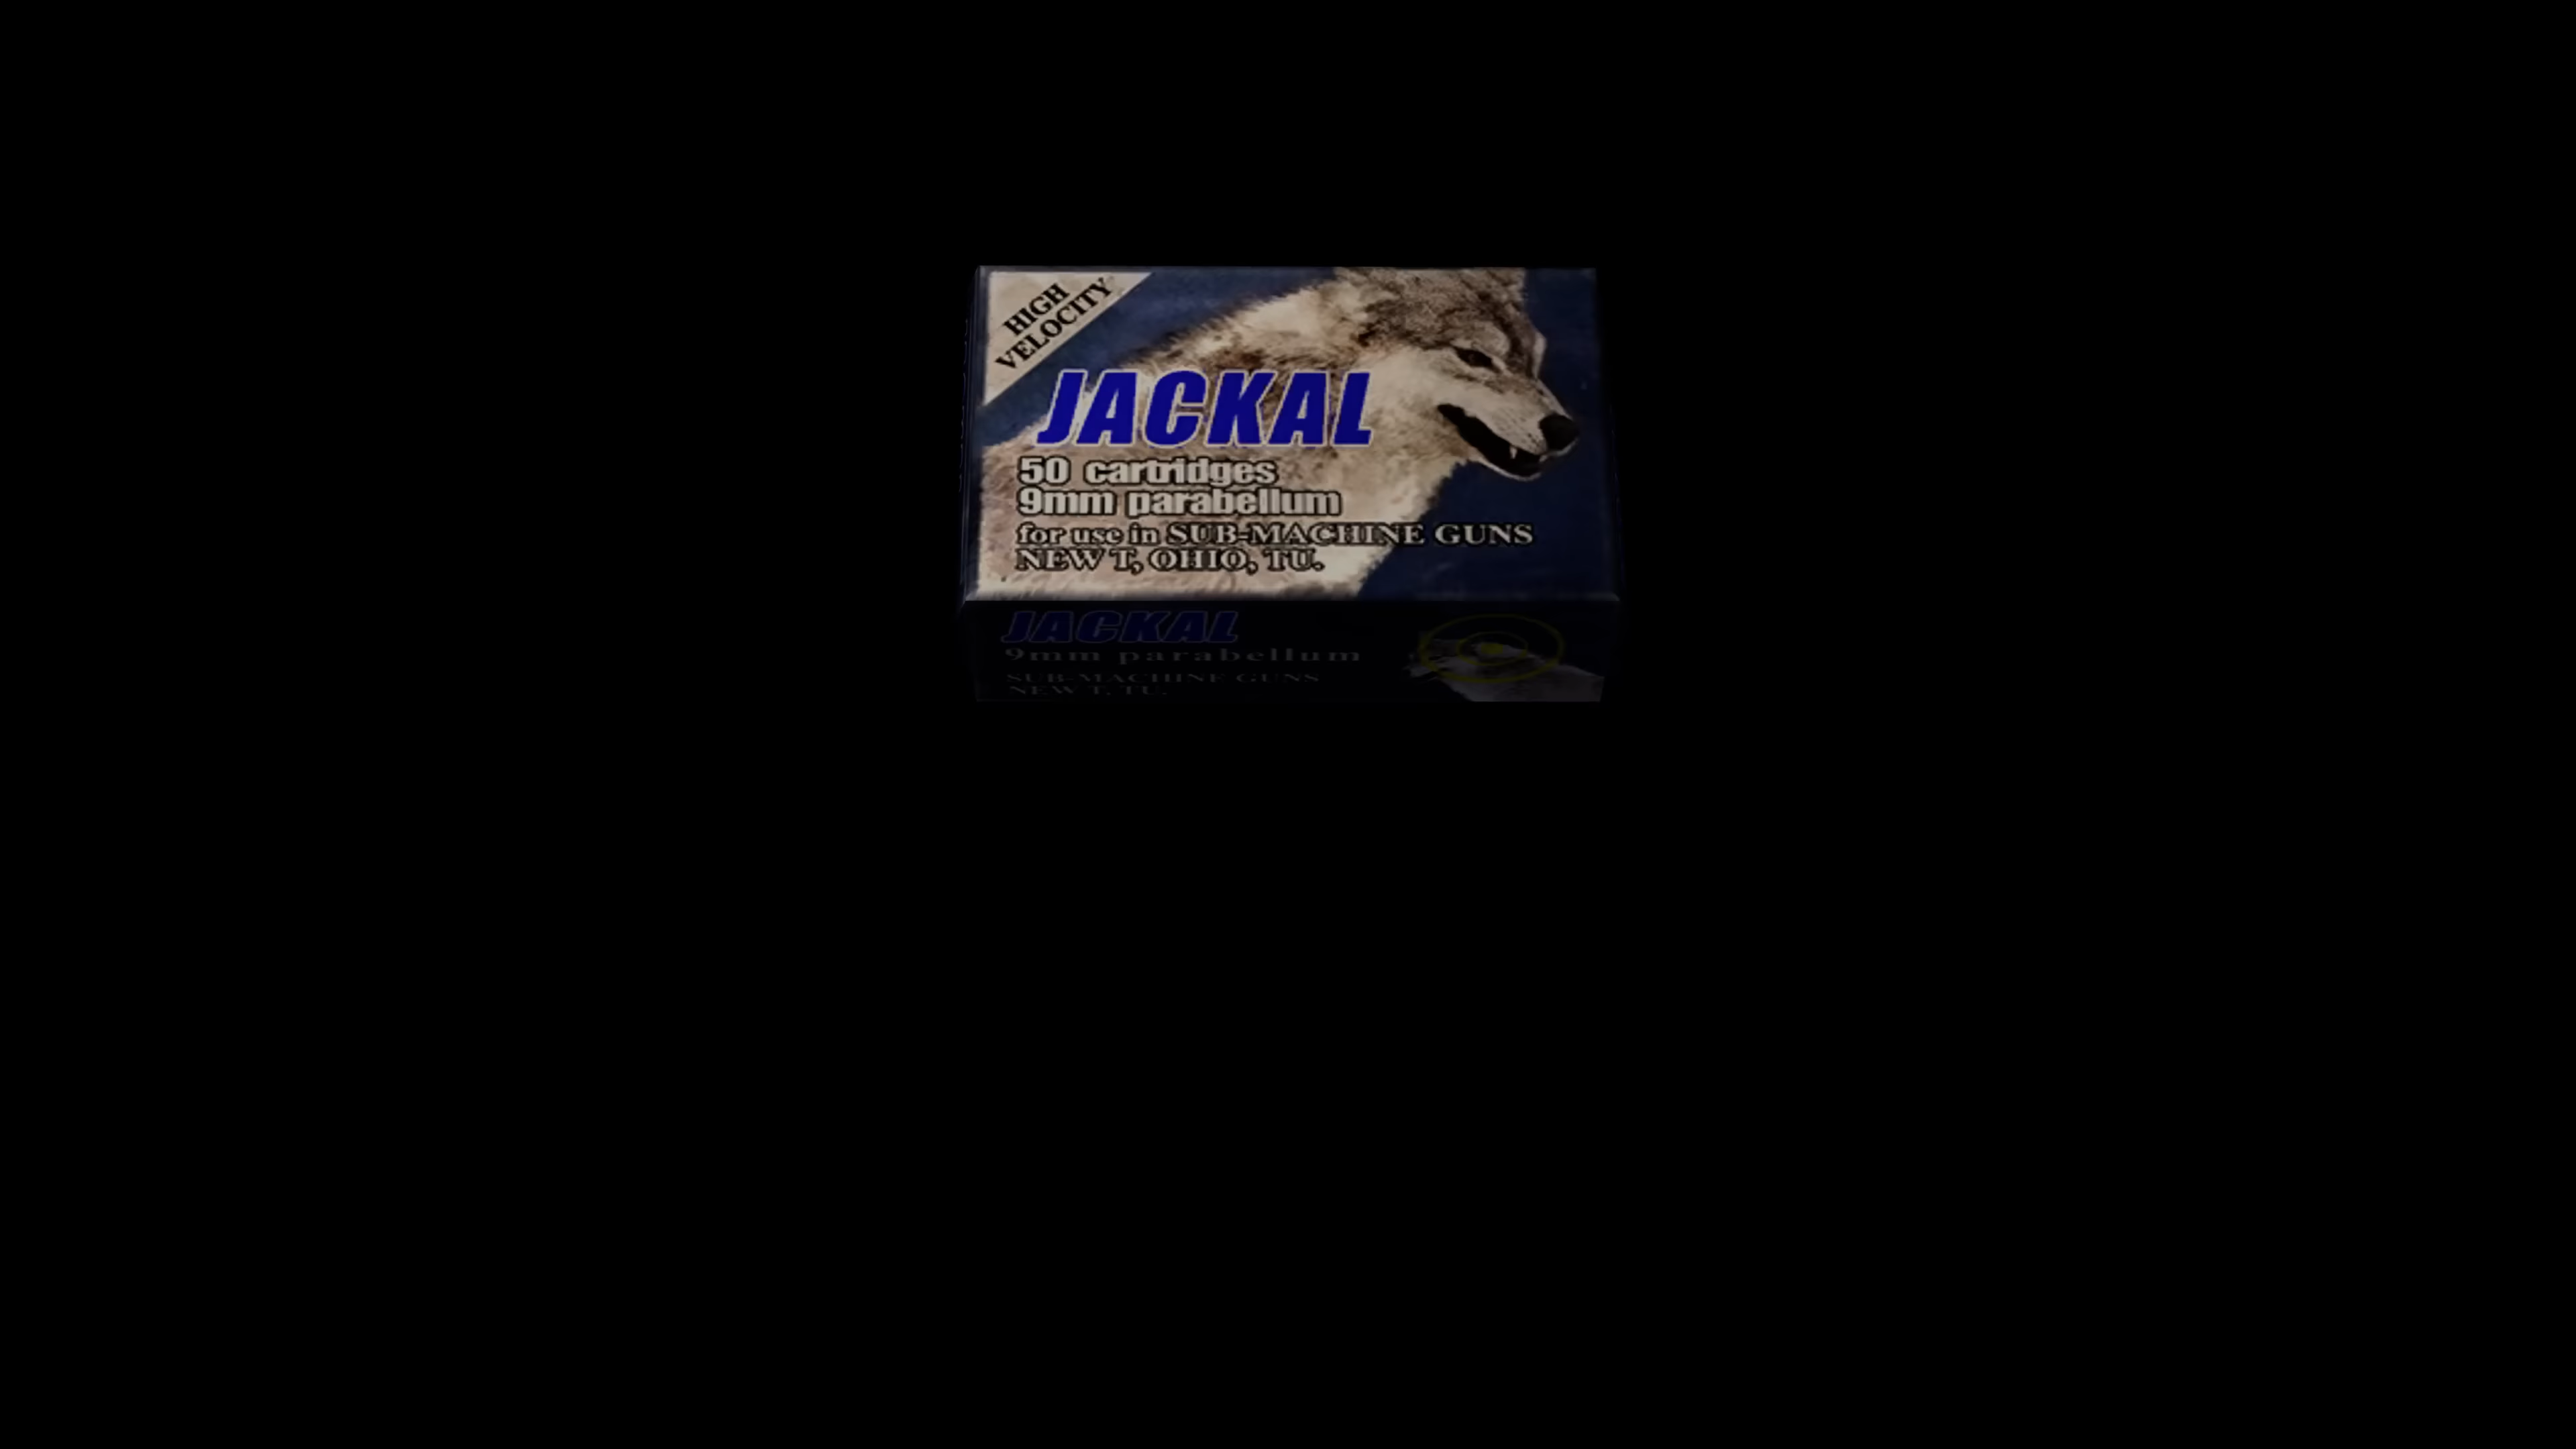 HIGH
VELOCITY
JACKAL
50 cartridges
9mm parabellum
for use in SUB-MACHINE GUNS
NEW T, OHIO, TU.
JACKAL
9mm parabellum
SUB-MACHINE GUNS
NEW T, TU.